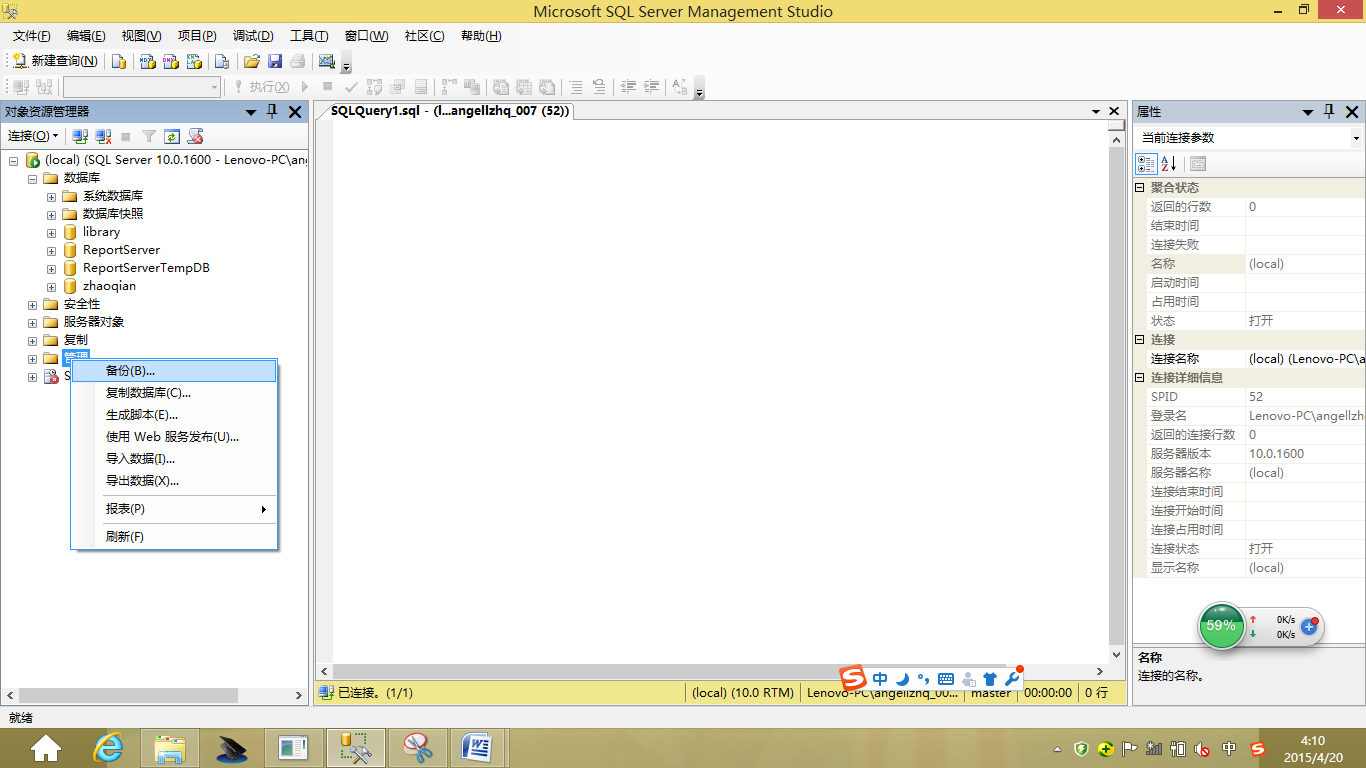 Microsoft SQL Server Management Studio
文件(F) 编辑(E) 视图(V) 项目(P) 调试(D) 工具(T) 窗口(W) 社区(C) 帮助(H)
新建查询(N)
执行(X)
对象资源管理器
连接(O)
(local) (SQL Server 10.0.1600 - Lenovo-PC\an
数据库
系统数据库
数据库快照
library
ReportServer
ReportServerTempDB
zhaoqian
安全性
服务器对象
复制
管理
S
备份(B)...
复制数据库(C)...
生成脚本(E)...
使用 Web 服务发布(U)...
导入数据(I)...
导出数据(X)...
报表(P)
刷新(F)
SQLQuery1.sql - (l...angellzhq_007 (52))
已连接。(1/1)
(local) (10.0 RTM) Lenovo-PC\angellzhq_00... master 00:00:00 0 行
中
属性
当前连接参数
聚合状态
返回的行数 0
结束时间
连接失败
名称 (local)
启动时间
占用时间
状态 打开
连接
连接名称 (local) (Lenovo-PC\a
连接详细信息
SPID 52
登录名 Lenovo-PC\angellzh
返回的连接行数 0
服务器版本 10.0.1600
服务器名称 (local)
连接结束时间
连接开始时间
连接占用时间
连接状态 打开
显示名称 (local)
59%
0K/s
0K/s
名称
连接的名称。
就绪
中
4:10
2015/4/20